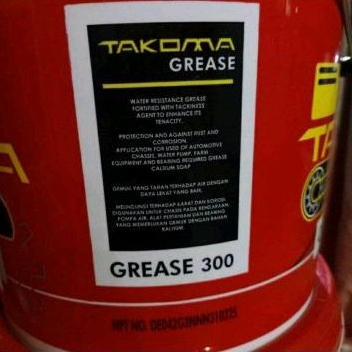 TAKOMA
GREASE
WATER RESISTANCE GREASE
FORTIFIED WITH TACKINESS
AGENT TO ENHANCE ITS
TENACITY.
PROTECTION AND AGAINST RUST AND
CORROSION
APPLICATION FOR USED OF AUTOMOTIVE
CHASSIS, WATER PUMP, FARM
EQUIPMENT AND BEARING REQUIRED GREASE
CALSIUM SOAP
GEMUK YANG TAHAN TERHADAP AIR DENGAN
DAYA LEKAT YANG BAIK.
MELINDUNGI TERHADAP KARAT DAN KOROSI.
DIGUNAKAN UNTUK CHASIS PADA KENDARAAN,
POMPA AIR, ALAT PERTANIAN DAN BEARING
YANG MEMERLUKAN GEMUK DENGAN BAHAN
KALSIUM.
GREASE 300
NPT NO.
TA
A